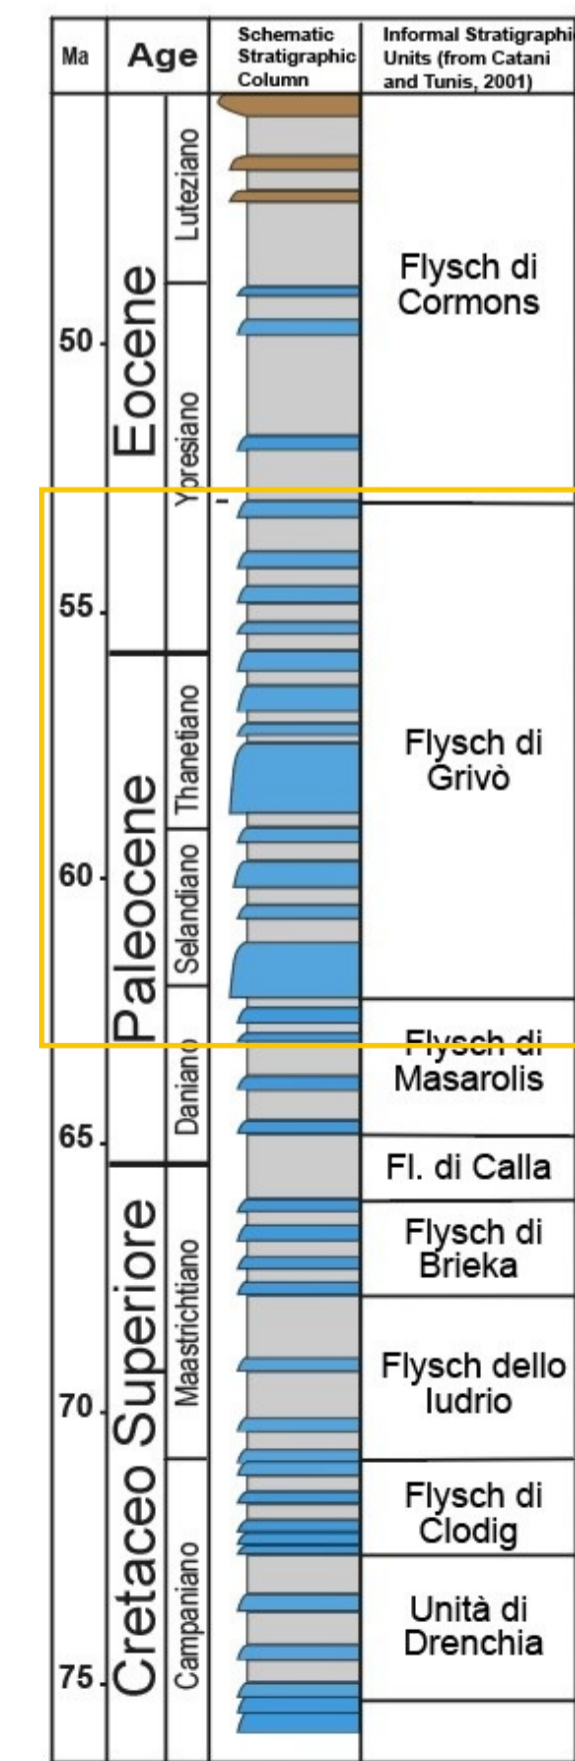 Ma
Age
Schematic
Stratigraphic
Column
Informal Stratigraphi
Units (from Catani
and Tunis, 2001)
Eocene
Luteziano
Ypresiano
50
55
Flysch di
Cormons
Paleocene
Thanetiano
Selandiano
Daniano
60
65
Flysch di
Grivò
Flysch di
Masarolis
Fl. di Calla
Cretaceo Superiore
Maastrichtiano
Campaniano
70
75
Flysch di
Brieka
Flysch dello
Iudrio
Flysch di
Clodig
Unità di
Drenchia